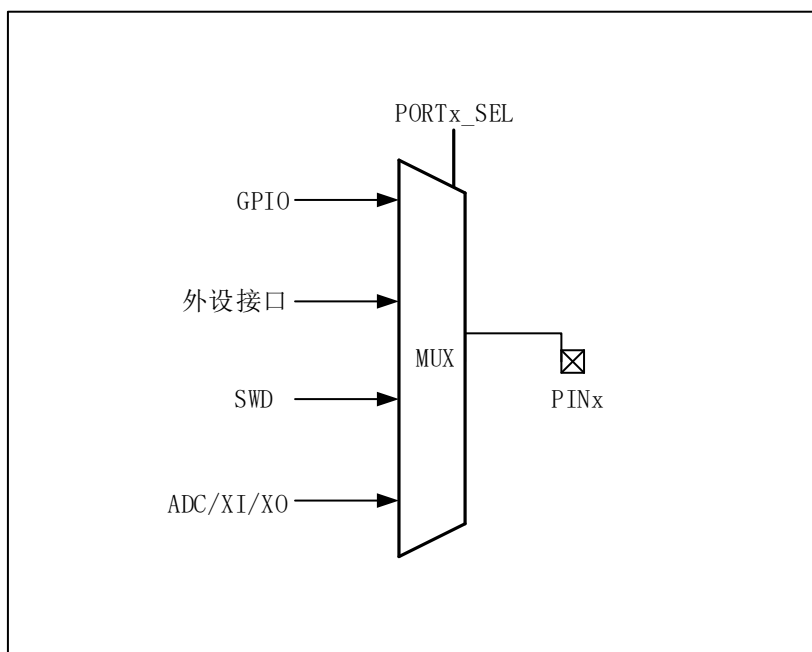 PORTx_SEL
GPIO
外设接口
MUX
SWD
PINx
ADC/XI/XO